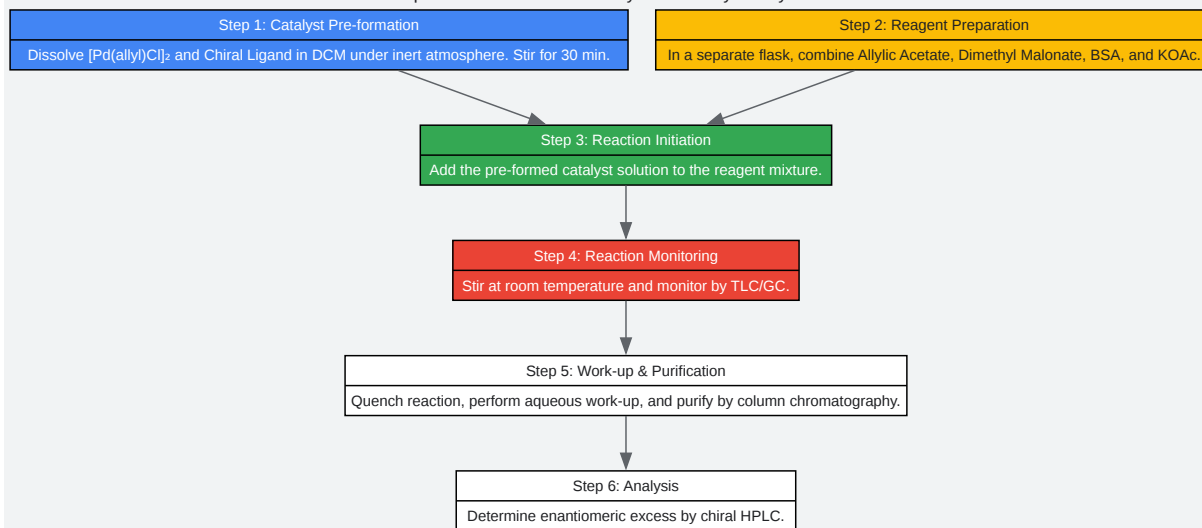 Step 1: Catalyst Pre-formation
Dissolve [Pd(allyl)Cl]₂ and Chiral Ligand in DCM under inert atmosphere. Stir for 30 min.
Step 2: Reagent Preparation
In a separate flask, combine Allylic Acetate, Dimethyl Malonate, BSA, and KOAc.
Step 3: Reaction Initiation
Add the pre-formed catalyst solution to the reagent mixture.
Step 4: Reaction Monitoring
Stir at room temperature and monitor by TLC/GC.
Step 5: Work-up & Purification
Quench reaction, perform aqueous work-up, and purify by column chromatography.
Step 6: Analysis
Determine enantiomeric excess by chiral HPLC.